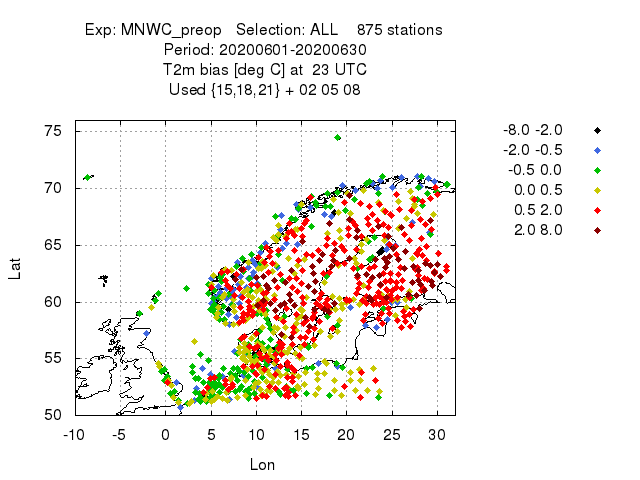 Exp: MNWC_preop   Selection: ALL    875 stations
Period: 20200601-20200630
T2m bias [deg C] at  23 UTC
Used {15,18,21} + 02 05 08
-8.0 -2.0
-2.0 -0.5
-0.5 0.0
0.0 0.5
0.5 2.0
2.0 8.0
75
70
65
60
55
50
Lat
-10 -5 0 5 10 15 20 25 30
Lon